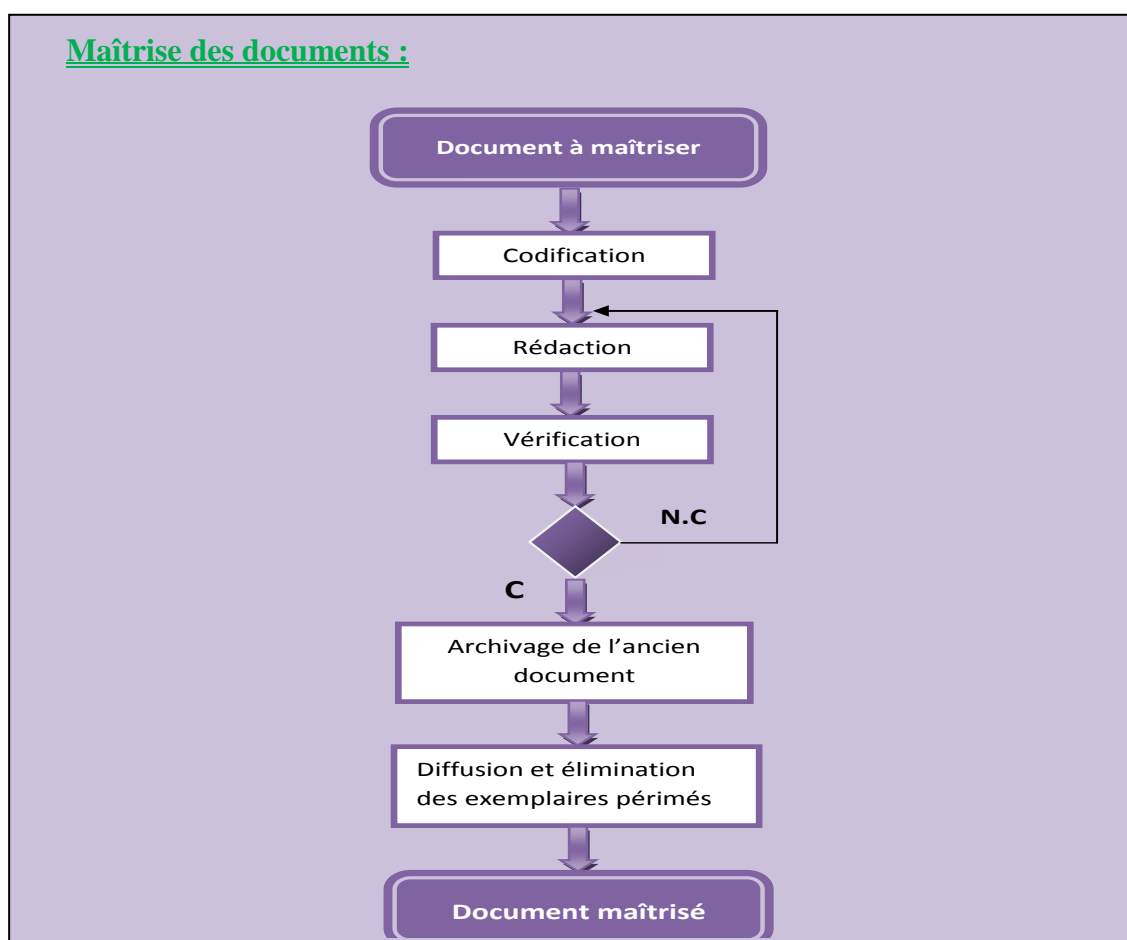 Maîtrise des documents :
Document à maîtriser
Codification
Rédaction
Vérification
N.C
C
Archivage de l’ancien
document
Diffusion et élimination
des exemplaires périmés
Document maîtrisé